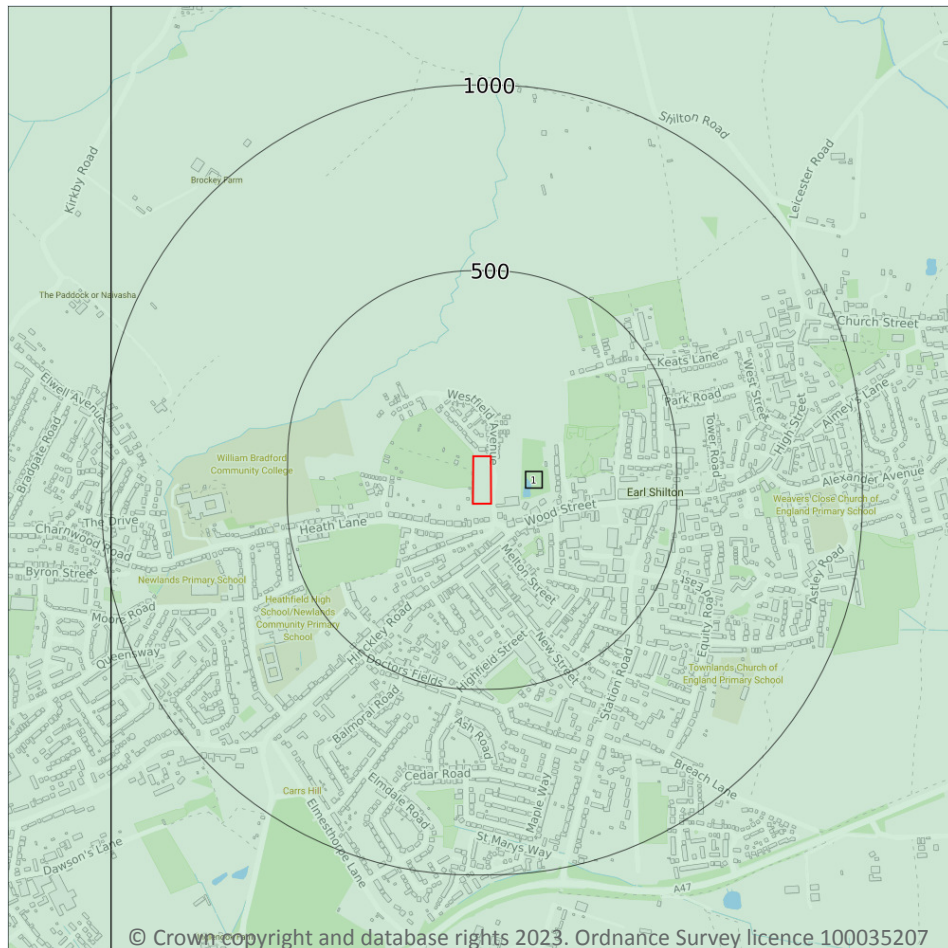 1000
Shilton Road
Kirkby Road
Leicester Road
Brockey Farm
500
The Paddock or Naivasha
Church Street
Keats Lane
Elwell Avenue
Westfield
Avenue
Park Road
West Street
Almey's Lane
Bradgate Road
High Street
Tower Road
William Bradford
Community College
Alexander Avenue
1
Earl Shilton
Weavers Close Church of
England Primary School
Wood Street
The Drive
Heath Lane
Charnwood Road
Melton Street
Byron Street
Newlands Primary School
East
Astley Road
Heathfield High
School/Newlands
Community Primary
School
Moore Road
Equity Road
Hinckley Road
New Street
Queensway
Highfield Street
Doctors Fields
Townlands Church of
England Primary School
Station Road
Balmoral Road
Ash Road
Breach Lane
Cedar Road
Carrs Hill
Elmdale Road
Maple Way
Elmesthorpe Lane
St Marys Way
Dawson's Lane
A47
© Crown copyright and database rights 2023. Ordnance Survey licence 100035207